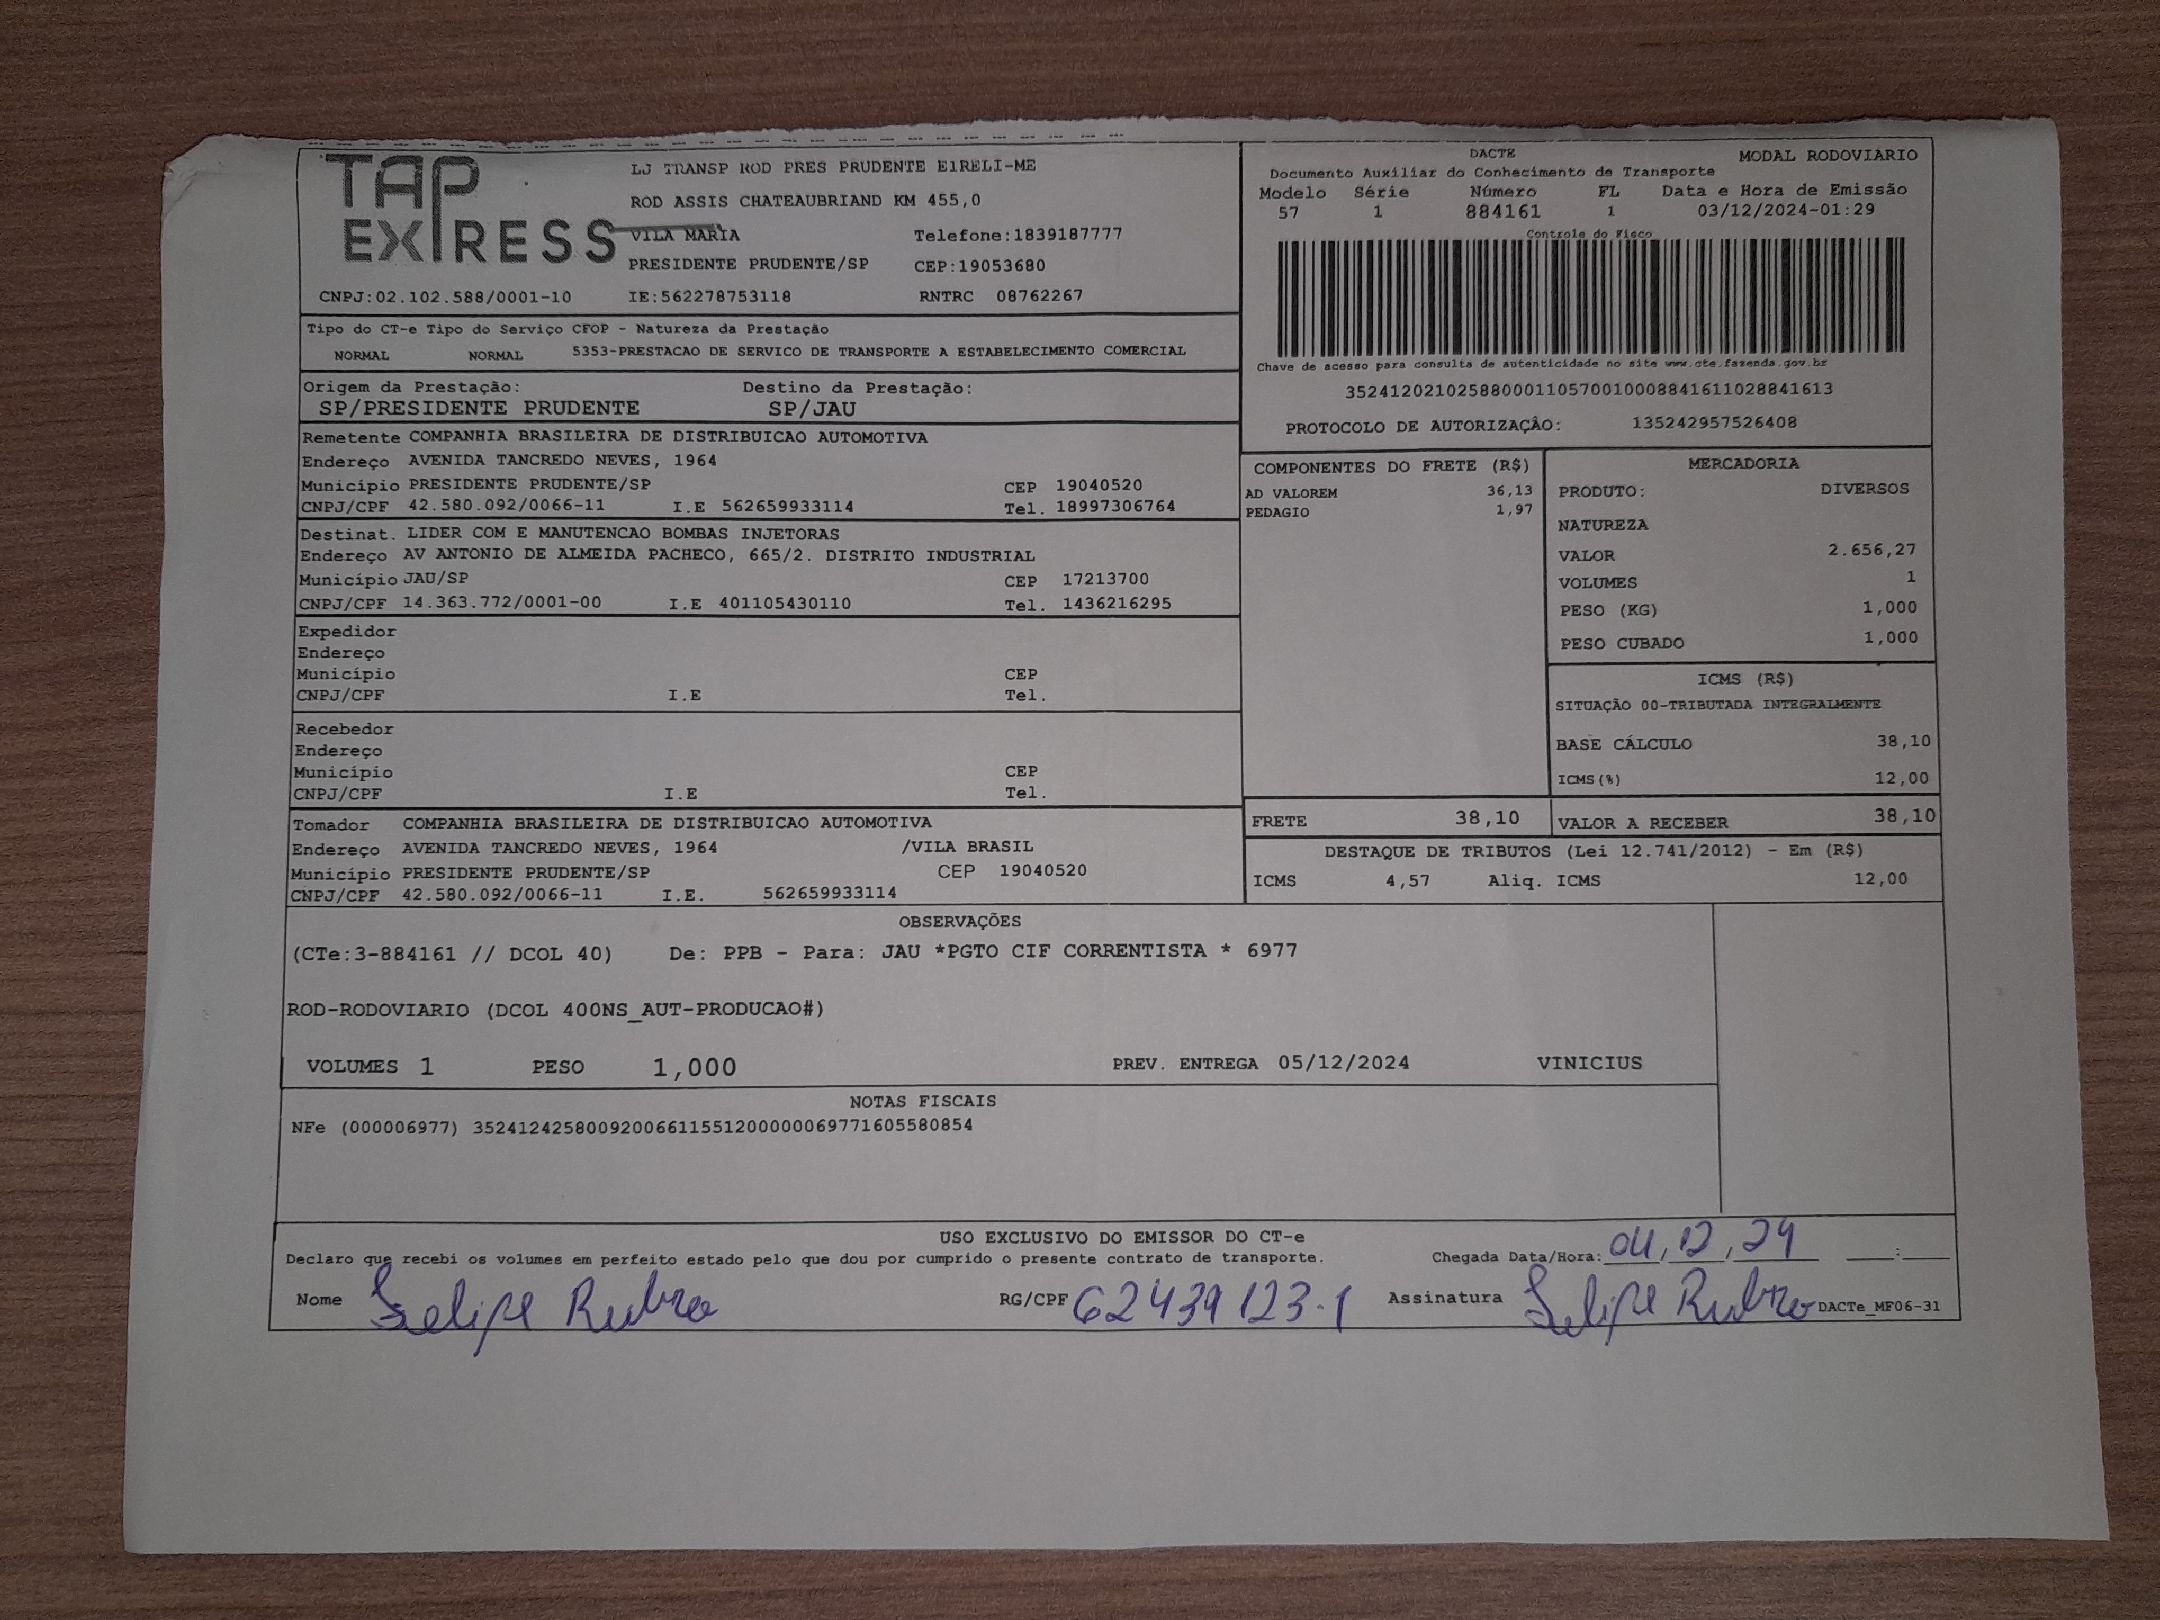 TAP EXPRESS
LJ TRANSP ROD PRES PRUDENTE EIRELI-ME
ROD ASSIS CHATEAUBRIAND KM 455,0
VILA MARIA Telefone:1839187777
PRESIDENTE PRUDENTE/SP CEP:19053680
CNPJ:02.102.588/0001-10 IE:562278753118 RNTRC 08762267
DACTE MODAL RODOVIARIO
Documento Auxiliar do Conhecimento de Transporte
Modelo Série Número FL Data e Hora de Emissão
57 1 884161 1 03/12/2024-01:29
Controle do Fisco
Chave de acesso para consulta de autenticidade no site www.cte.fazenda.gov.br
35241202102588000110570010008841611028841613
PROTOCOLO DE AUTORIZAÇÃO: 135242957526408
Tipo do CT-e Tipo do Serviço CFOP - Natureza da Prestação
NORMAL NORMAL 5353-PRESTACAO DE SERVICO DE TRANSPORTE A ESTABELECIMENTO COMERCIAL
Origem da Prestação: Destino da Prestação:
SP/PRESIDENTE PRUDENTE SP/JAU
Remetente COMPANHIA BRASILEIRA DE DISTRIBUICAO AUTOMOTIVA
Endereço AVENIDA TANCREDO NEVES, 1964
Município PRESIDENTE PRUDENTE/SP CEP 19040520
CNPJ/CPF 42.580.092/0066-11 I.E 562659933114 Tel. 18997306764
Destinat. LIDER COM E MANUTENCAO BOMBAS INJETORAS
Endereço AV ANTONIO DE ALMEIDA PACHECO, 665/2. DISTRITO INDUSTRIAL
Município JAU/SP CEP 17213700
CNPJ/CPF 14.363.772/0001-00 I.E 401105430110 Tel. 1436216295
Expedidor
Endereço
Município CEP
CNPJ/CPF I.E Tel.
Recebedor
Endereço
Município CEP
CNPJ/CPF I.E Tel.
Tomador COMPANHIA BRASILEIRA DE DISTRIBUICAO AUTOMOTIVA
Endereço AVENIDA TANCREDO NEVES, 1964 /VILA BRASIL
Município PRESIDENTE PRUDENTE/SP CEP 19040520
CNPJ/CPF 42.580.092/0066-11 I.E. 562659933114
COMPONENTES DO FRETE (R$)
AD VALOREM 36,13
PEDAGIO 1,97
MERCADORIA
PRODUTO: DIVERSOS
NATUREZA
VALOR 2.656,27
VOLUMES 1
PESO (KG) 1,000
PESO CUBADO 1,000
ICMS (R$)
SITUAÇÃO 00-TRIBUTADA INTEGRALMENTE
BASE CÁLCULO 38,10
ICMS(%) 12,00
FRETE 38,10 VALOR A RECEBER 38,10
DESTAQUE DE TRIBUTOS (Lei 12.741/2012) - Em (R$)
ICMS 4,57 Aliq. ICMS 12,00
OBSERVAÇÕES
(CTe:3-884161 // DCOL 40) De: PPB - Para: JAU *PGTO CIF CORRENTISTA * 6977
ROD-RODOVIARIO (DCOL 400NS_AUT-PRODUCAO#)
VOLUMES 1 PESO 1,000 PREV. ENTREGA 05/12/2024 VINICIUS
NOTAS FISCAIS
NFe (000006977) 35241242580092006611551200000069771605580854
USO EXCLUSIVO DO EMISSOR DO CT-e
Declaro que recebi os volumes em perfeito estado pelo que dou por cumprido o presente contrato de transporte. Chegada Data/Hora: 04,12,24 :
Nome Felipe Rubro RG/CPF 62439123-1 Assinatura Felipe Rubro DACTe_MF06-31